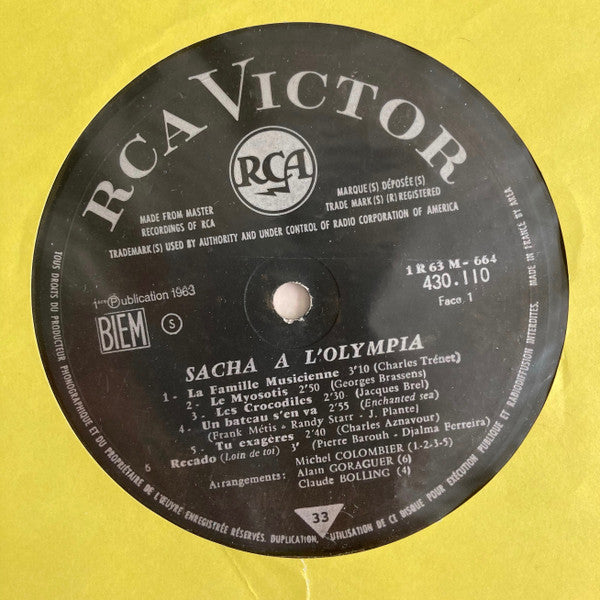 RCA VICTOR
RCA
MADE FROM MASTER
RECORDINGS OF RCA
MARQUE(S) DÉPOSÉE(S)
TRADE MARK(S) (R) REGISTERED
TRADEMARK(S) USED BY AUTHORITY AND UNDER CONTROL OF RADIO CORPORATION OF AMERICA
1ère Ⓟublication 1963
BIEM
S
1 R 63 M - 664
430.110
Face 1
SACHA A L'OLYMPIA
1 - La Famille Musicienne 3'10 (Charles Trénet)
2 - Le Myosotis 2'50 (Georges Brassens)
3 - Les Crocodiles 2'30 (Jacques Brel)
4 - Un bateau s'en va 2'55 (Enchanted sea)
(Frank Métis - Randy Starr - J. Plante)
5 - Tu exagères 2'40 (Charles Aznavour)
6 Recado (Loin de toi) 3' (Pierre Barouh - Djalma Ferreira)
Arrangements: Michel COLOMBIER (1-2-3-5)
Alain GORAGUER (6)
Claude BOLLING (4)
33
TOUS DROITS DU PRODUCTEUR PHONOGRAPHIQUE ET DU PROPRIÉTAIRE DE L'ŒUVRE ENREGISTRÉE RÉSERVÉS. DUPLICATION, UTILISATION DE CE DISQUE POUR EXÉCUTION PUBLIQUE ET RADIODIFFUSION INTERDITES. MADE IN FRANCE BY AREA